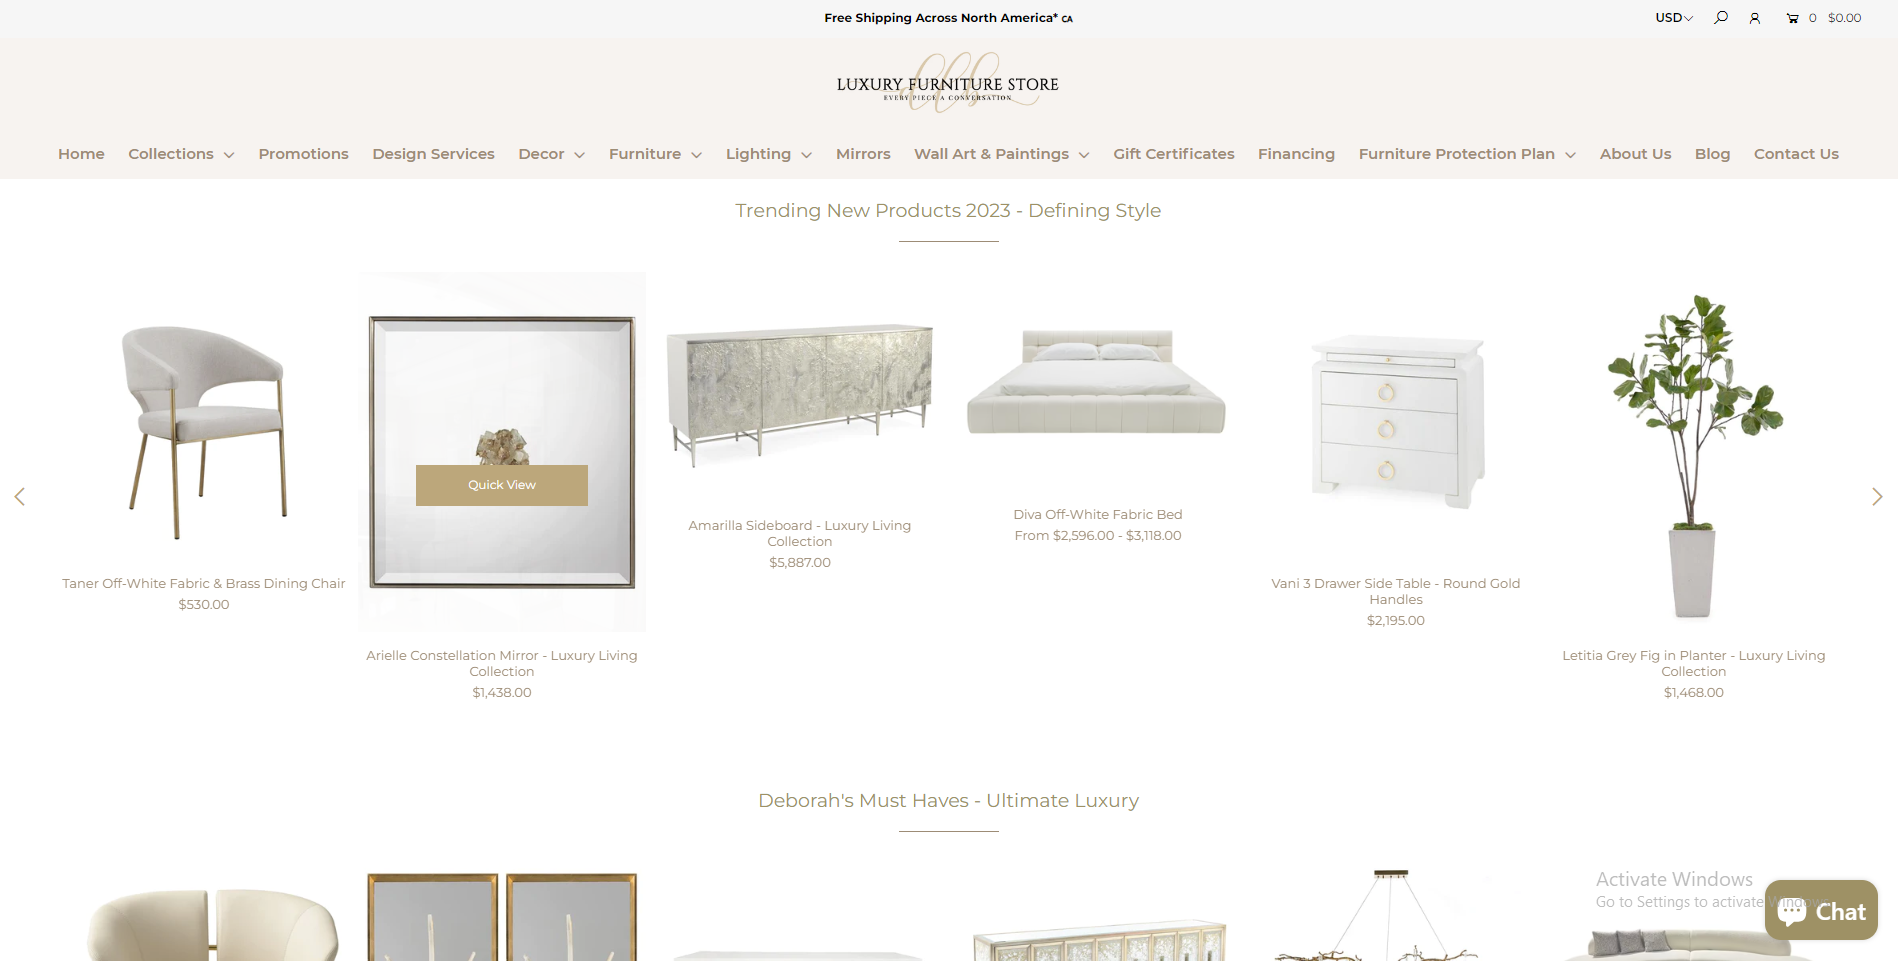 Free Shipping Across North America* CA
USD
0 $0.00
LUXURY FURNITURE STORE
EVERY PIECE A CONVERSATION
Home Collections Promotions Design Services Decor Furniture Lighting Mirrors Wall Art & Paintings Gift Certificates Financing Furniture Protection Plan About Us Blog Contact Us
Trending New Products 2023 - Defining Style
Quick View
Taner Off-White Fabric & Brass Dining Chair
$530.00
Arielle Constellation Mirror - Luxury Living
Collection
$1,438.00
Amarilla Sideboard - Luxury Living
Collection
$5,887.00
Diva Off-White Fabric Bed
From $2,596.00 - $3,118.00
Vani 3 Drawer Side Table - Round Gold
Handles
$2,195.00
Letitia Grey Fig in Planter - Luxury Living
Collection
$1,468.00
Deborah's Must Haves - Ultimate Luxury
Activate Windows
Go to Settings to activate Windows.
Chat